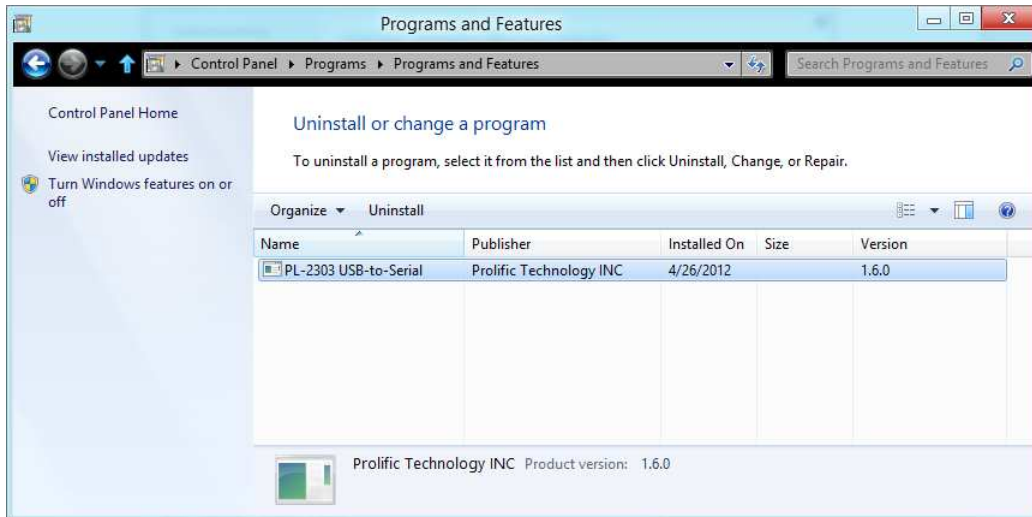 Programs and Features
Control Panel Programs Programs and Features Search Programs and Features
Control Panel Home
View installed updates
Turn Windows features on or
off
Uninstall or change a program
To uninstall a program, select it from the list and then click Uninstall, Change, or Repair.
Organize Uninstall
Name Publisher Installed On Size Version
PL-2303 USB-to-Serial Prolific Technology INC 4/26/2012 1.6.0
Prolific Technology INC Product version: 1.6.0